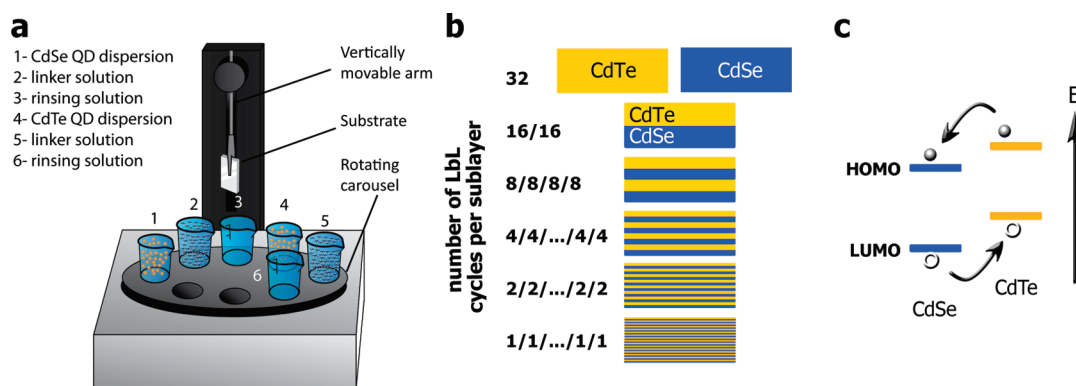 a
1- CdSe QD dispersion
2- linker solution
3- rinsing solution
4- CdTe QD dispersion
5- linker solution
6- rinsing solution
Vertically
movable arm
Substrate
Rotating
carousel
1
2
3
4
5
6
b
number of LbL
cycles per sublayer
32
CdTe
CdSe
16/16
CdTe
CdSe
8/8/8/8
4/4/.../4/4
2/2/.../2/2
1/1/.../1/1
c
E
HOMO
LUMO
CdSe
CdTe